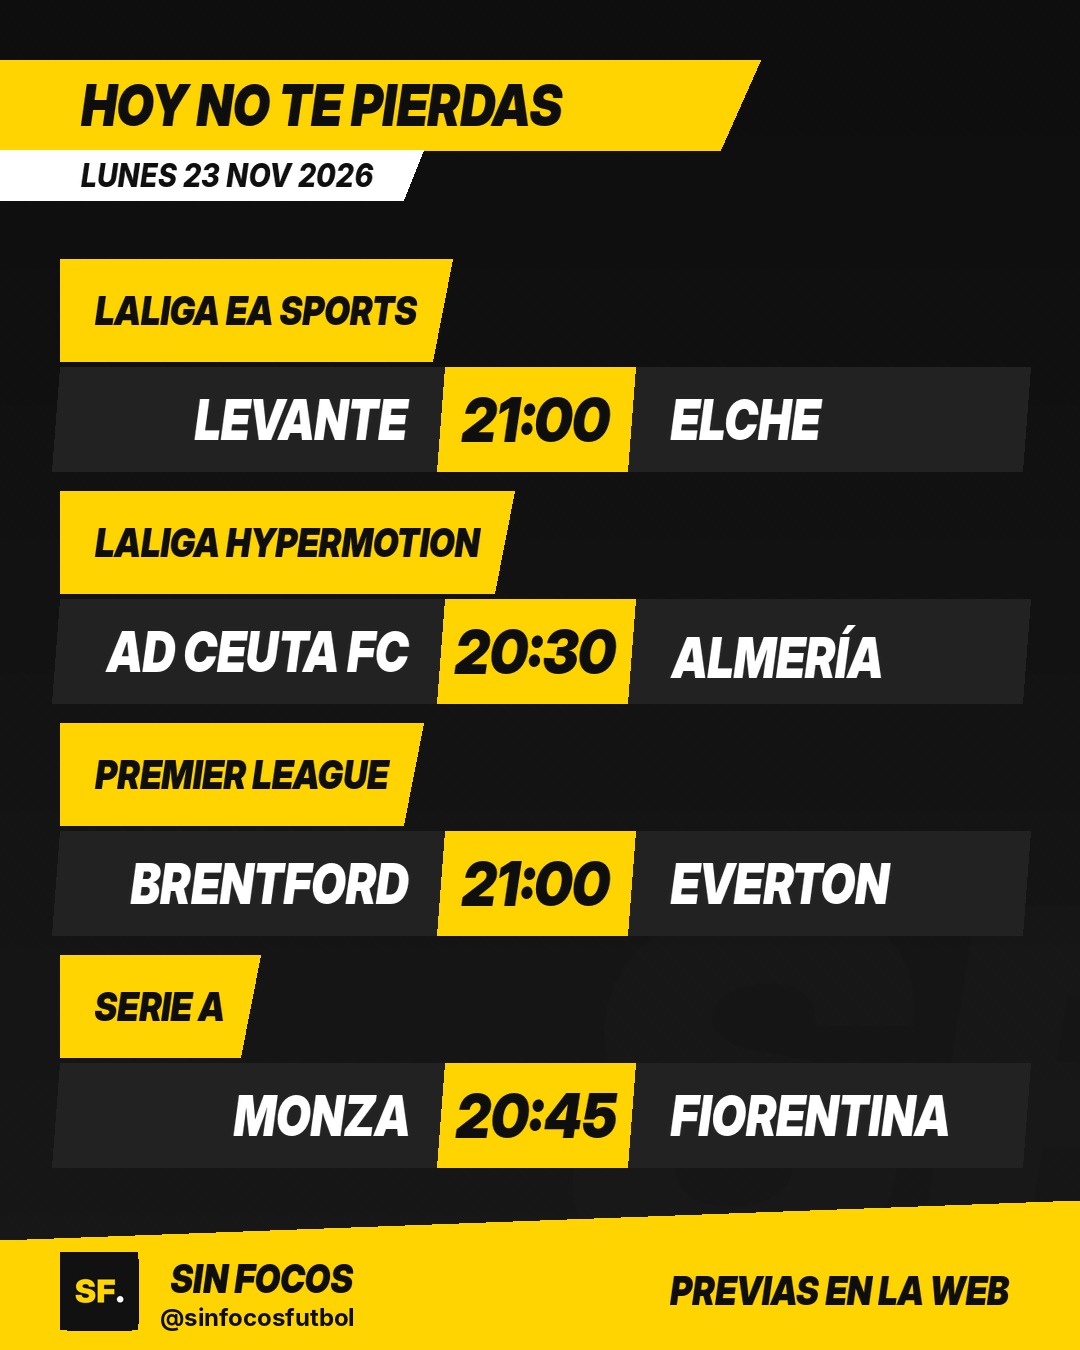 HOY NO TE PIERDAS
LUNES 23 NOV 2026
LALIGA EA SPORTS
LEVANTE 21:00 ELCHE
LALIGA HYPERMOTION
AD CEUTA FC 20:30 ALMERÍA
PREMIER LEAGUE
BRENTFORD 21:00 EVERTON
SERIE A
MONZA 20:45 FIORENTINA
SF.
SIN FOCOS
@sinfocosfutbol
PREVIAS EN LA WEB